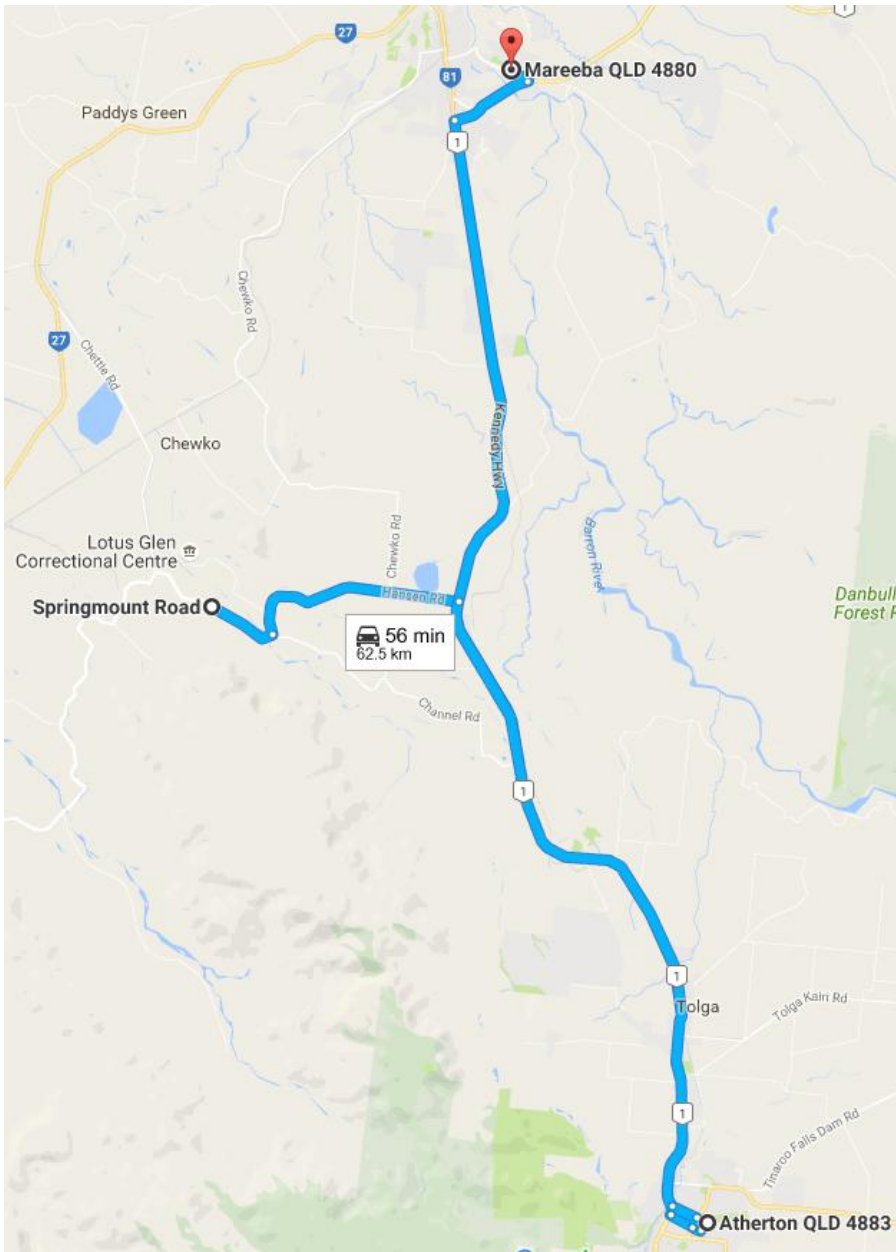 1
27
81
Mareeba QLD 4880
Paddys Green
1
Chewko Rd
27
Chettle Rd
Kennedy Hwy
Chewko
Chewko Rd
Barron River
Lotus Glen
Correctional Centre
Springmount Road
Hansen Rd
Danbull
Forest R
56 min
62.5 km
Channel Rd
1
1
Tolga
Tolga Kairi Rd
1
Tinaroo Falls Dam Rd
Atherton QLD 4883